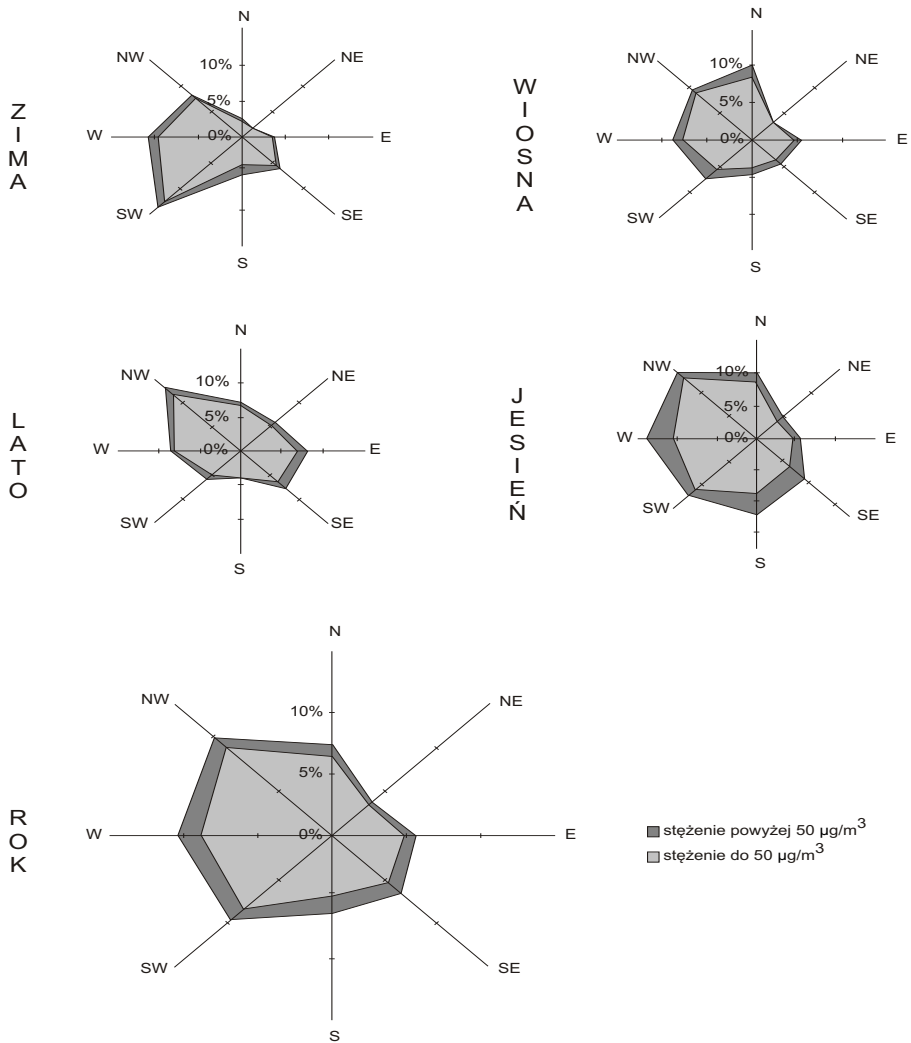 ZIMA
N
NW
NE
10%
5%
W
0%
E
SW
SE
S
WIOSNA
N
NW
NE
10%
5%
W
0%
E
SW
SE
S
LATO
N
NW
NE
10%
5%
W
0%
E
SW
SE
S
JESIEŃ
N
NW
NE
10%
5%
W
0%
E
SW
SE
S
ROK
N
NW
NE
10%
5%
W
0%
E
SW
SE
S
stężenie powyżej 50 µg/m³
stężenie do 50 µg/m³